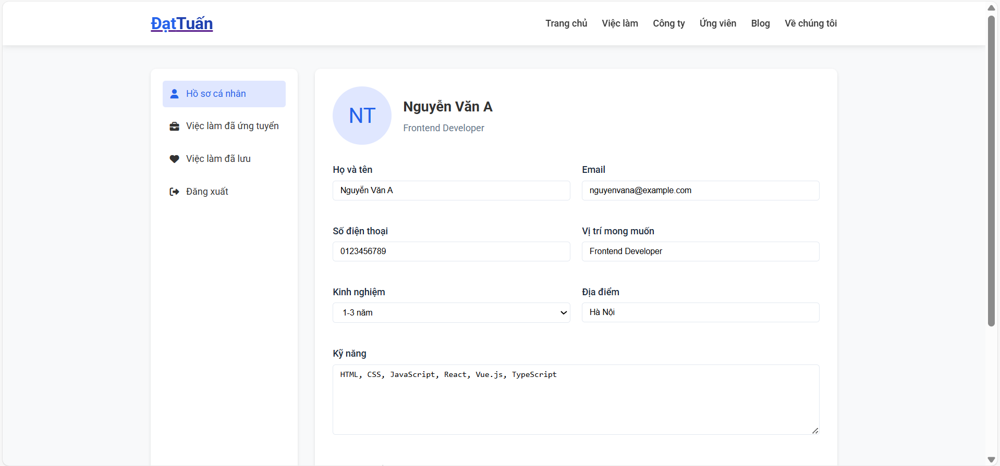 ĐạtTuấn
Trang chủ Việc làm Công ty Ứng viên Blog Về chúng tôi
Hồ sơ cá nhân
Việc làm đã ứng tuyển
Việc làm đã lưu
Đăng xuất
NT
Nguyễn Văn A
Frontend Developer
Họ và tên
Nguyễn Văn A
Email
nguyenvana@example.com
Số điện thoại
0123456789
Vị trí mong muốn
Frontend Developer
Kinh nghiệm
1-3 năm
Địa điểm
Hà Nội
Kỹ năng
HTML, CSS, JavaScript, React, Vue.js, TypeScript